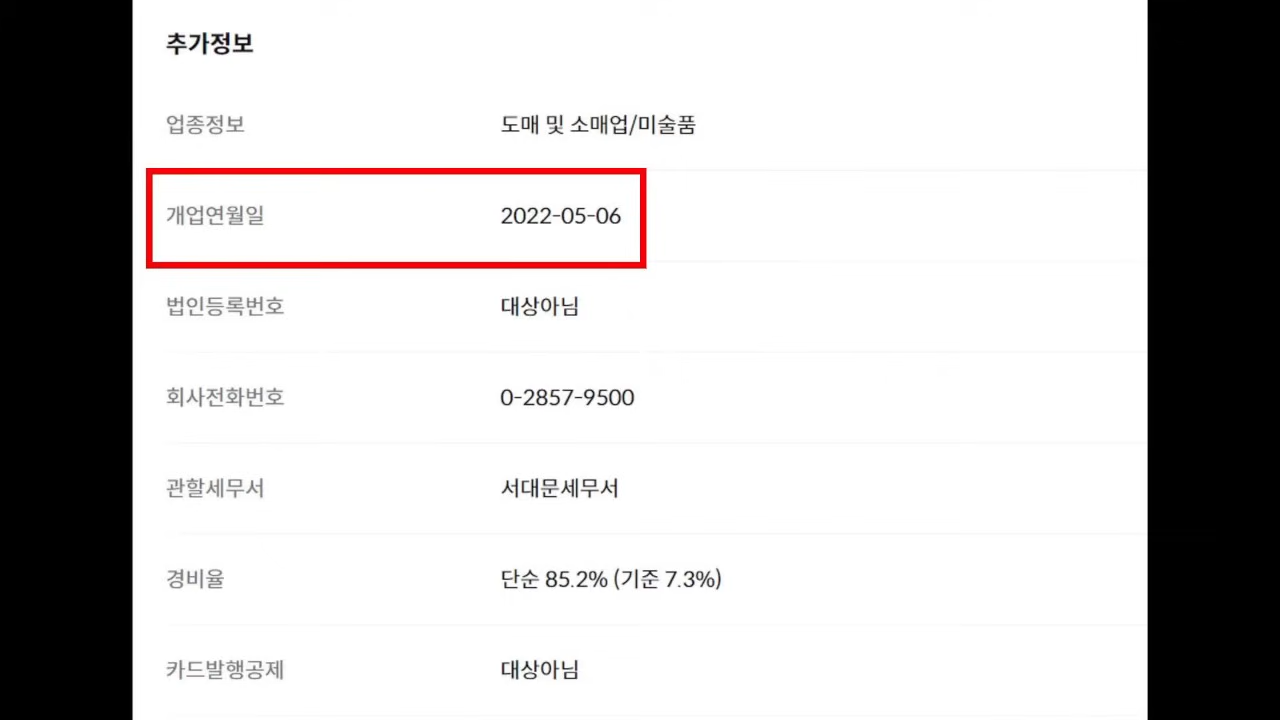 추가정보
업종정보 도매 및 소매업/미술품
개업연월일 2022-05-06
법인등록번호 대상아님
회사전화번호 0-2857-9500
관할세무서 서대문세무서
경비율 단순 85.2% (기준 7.3%)
카드발행공제 대상아님